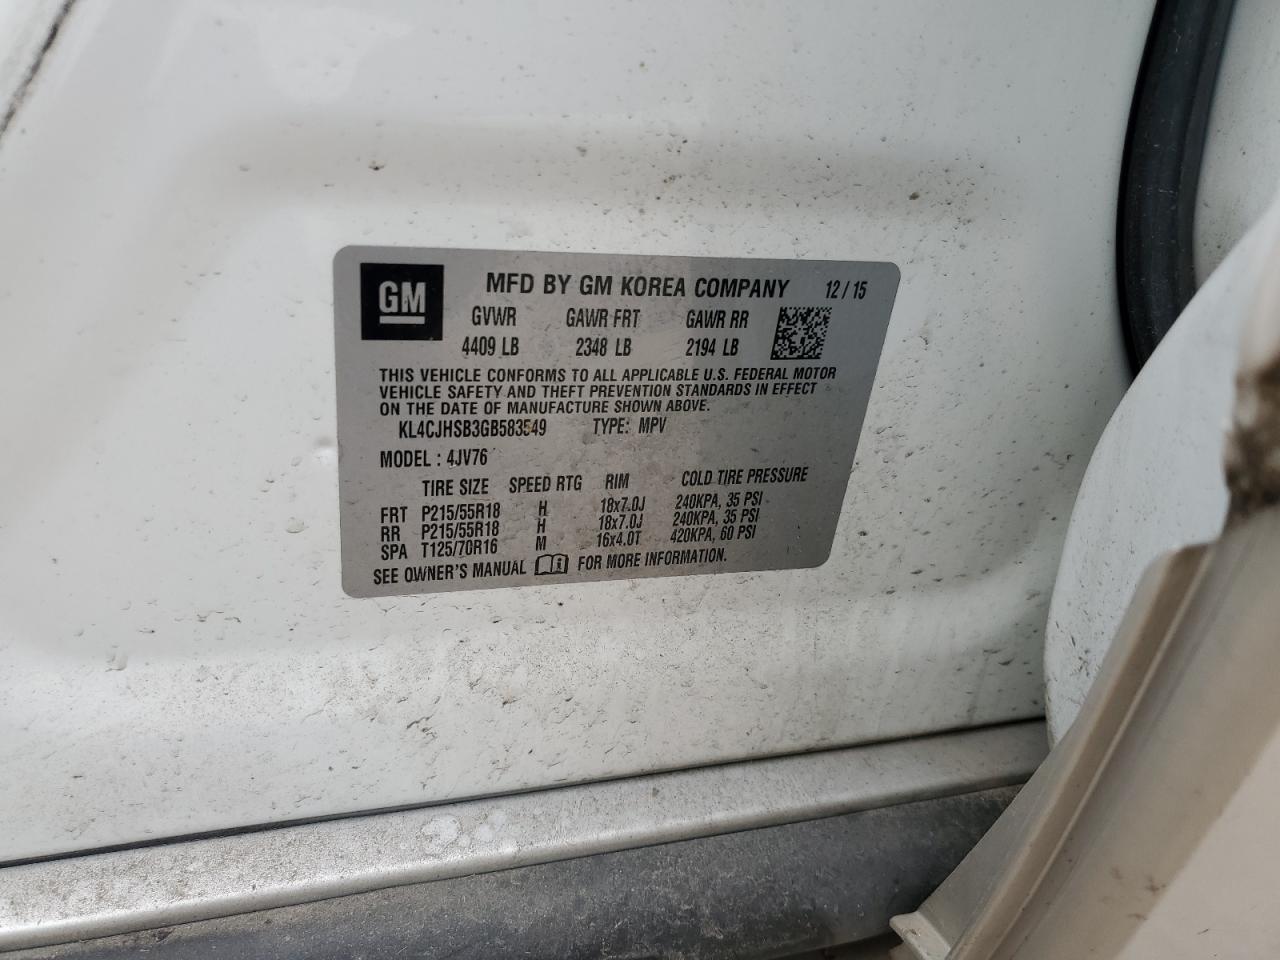 GM
MFD BY GM KOREA COMPANY 12/15
GVWR GAWR FRT GAWR RR
4409 LB 2348 LB 2194 LB
THIS VEHICLE CONFORMS TO ALL APPLICABLE U.S. FEDERAL MOTOR
VEHICLE SAFETY AND THEFT PREVENTION STANDARDS IN EFFECT
ON THE DATE OF MANUFACTURE SHOWN ABOVE.
KL4CJHSB3GB583549 TYPE: MPV
MODEL : 4JV76
TIRE SIZE SPEED RTG RIM COLD TIRE PRESSURE
FRT P215/55R18 H 18x7.0J 240KPA, 35 PSI
RR P215/55R18 H 18x7.0J 240KPA, 35 PSI
SPA T125/70R16 M 16x4.0T 420KPA, 60 PSI
SEE OWNER'S MANUAL FOR MORE INFORMATION.